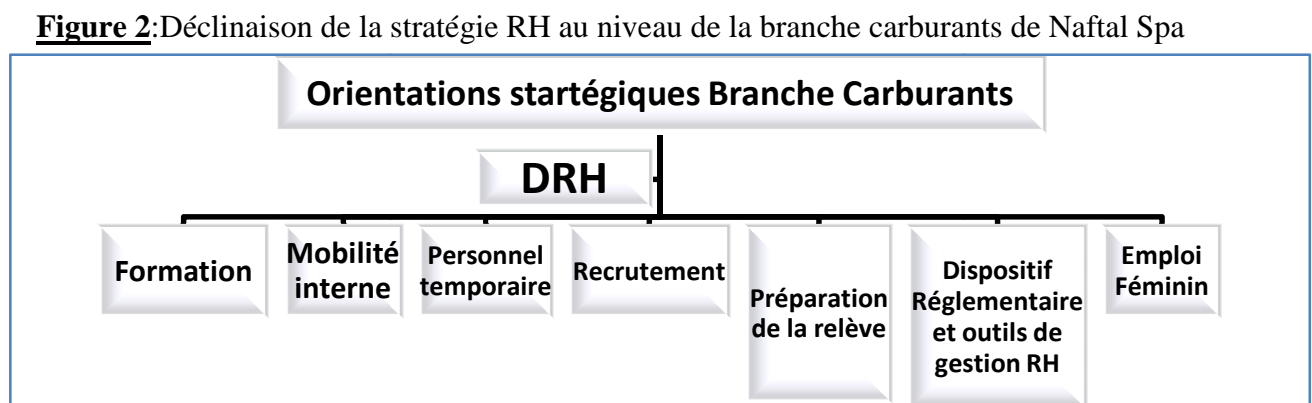 Figure 2:Déclinaison de la stratégie RH au niveau de la branche carburants de Naftal Spa
Orientations startégiques Branche Carburants
DRH
Formation
Mobilité
interne
Personnel
temporaire
Recrutement
Préparation
de la relève
Dispositif
Réglementaire
et outils de
gestion RH
Emploi
Féminin